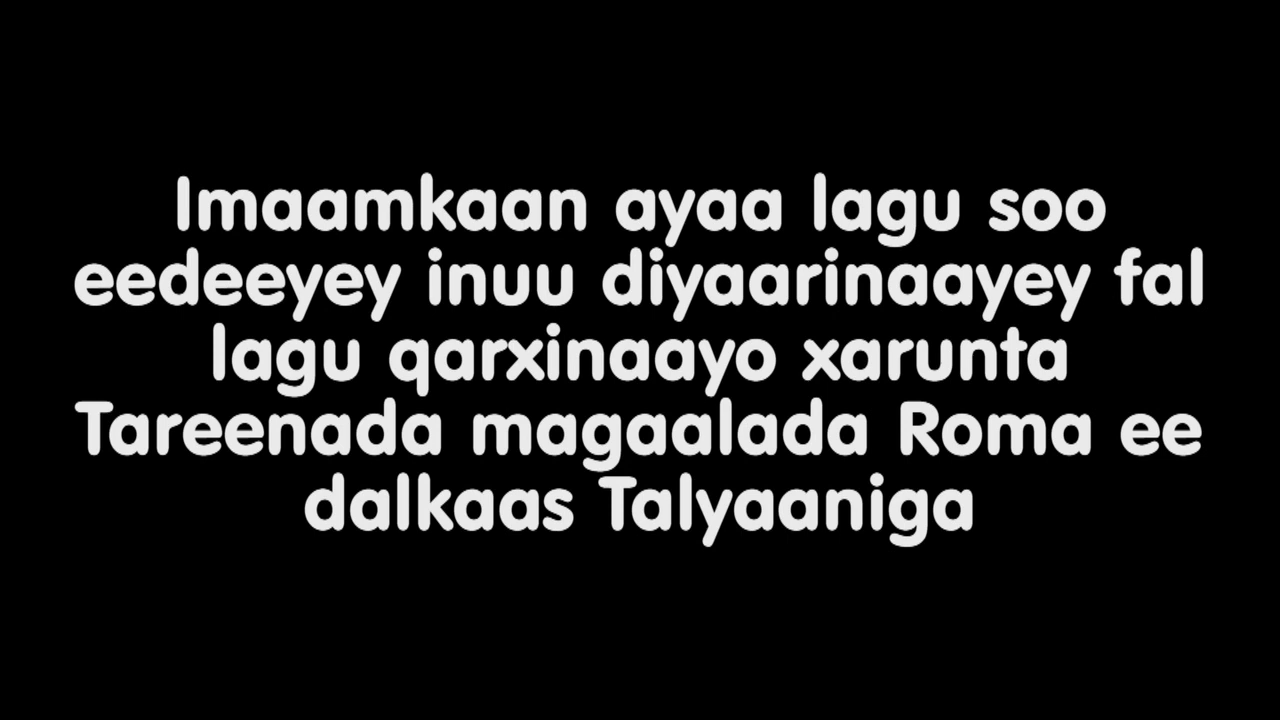 Imaamkaan ayaa lagu soo
eedeeyey inuu diyaarinaayey fal
lagu qarxinaayo xarunta
Tareenada magaalada Roma ee
dalkaas Talyaaniga